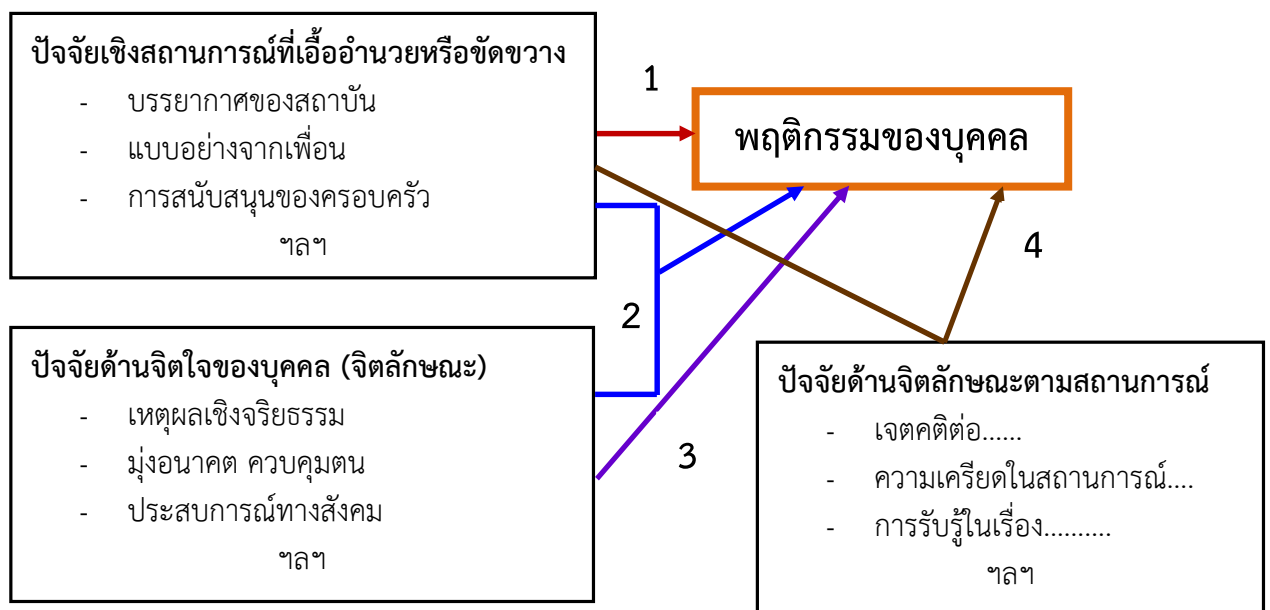 ปัจจัยเชิงสถานการณ์ที่เอื้ออำนวยหรือขัดขวาง
- บรรยากาศของสถาบัน
- แบบอย่างจากเพื่อน
- การสนับสนุนของครอบครัว
ฯลฯ
1
พฤติกรรมของบุคคล
2
3
4
ปัจจัยด้านจิตใจของบุคคล (จิตลักษณะ)
- เหตุผลเชิงจริยธรรม
- มุ่งอนาคต ควบคุมตน
- ประสบการณ์ทางสังคม
ฯลฯ
ปัจจัยด้านจิตลักษณะตามสถานการณ์
- เจตคติต่อ......
- ความเครียดในสถานการณ์....
- การรับรู้ในเรื่อง..........
ฯลฯ